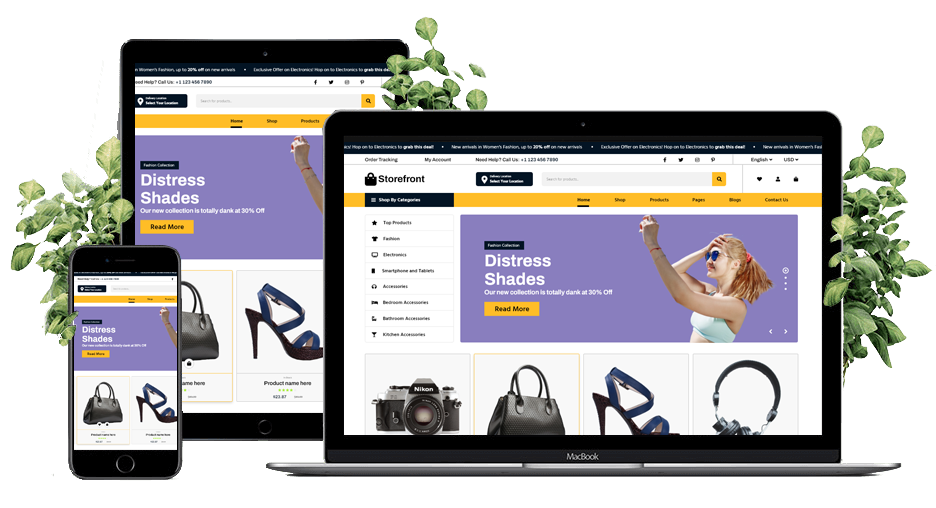 n Women's Fashion, up to 20% off on new arrivals • Exclusive Offer on Electronics! Hop on to Electronics to grab this deal!
Need Help? Call Us: +1 123 456 7890
Delivery Location
Select Your Location
Search for products..
Home Shop Products
Fashion Collection
Distress
Shades
Our new collection is totally dank at 30% Off
Read More
Product name here
$23.87
Distress
Shades
Our new collection is totally dank at 30% Off
Read More
Product name here Product name here
ics! Hop on to Electronics to grab this deal! • New arrivals in Women's Fashion, up to 20% off on new arrivals • Exclusive Offer on Electronics! Hop on to Electronics to grab this deal! • New arrivals in Women's Fash
Order Tracking My Account Need Help? Call Us: +1 123 456 7890 English USD
Storefront
Delivery Location
Select Your Location
Search for products..
Shop By Categories
Home Shop Products Pages Blogs Contact Us
Top Products
Fashion
Electronics
Smartphone and Tablets
Accessories
Bedroom Accessories
Bathroom Accessories
Kitchen Accessories
Fashion Collection
Distress
Shades
Our new collection is totally dank at 30% Off
Read More
Nikon
MacBook